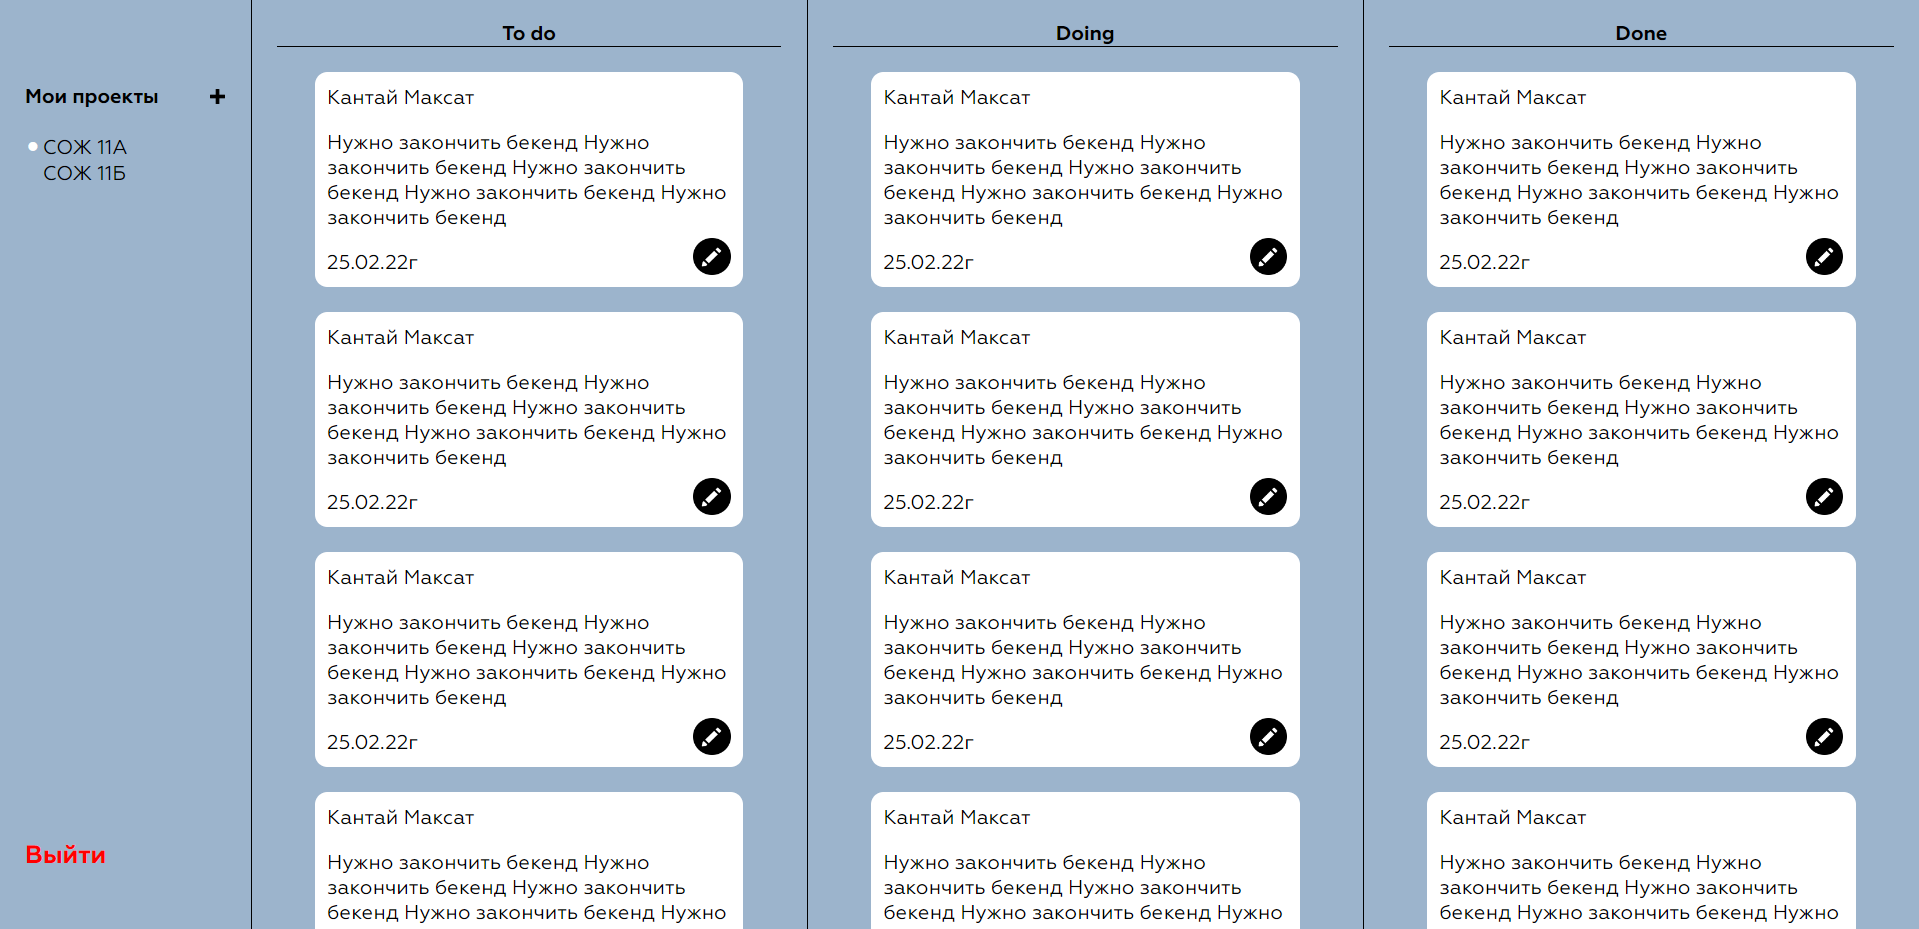 Мои проекты
СОЖ 11А
СОЖ 11Б
Выйти
To do
Кантай Максат
Нужно закончить бекенд Нужно
закончить бекенд Нужно закончить
бекенд Нужно закончить бекенд Нужно
закончить бекенд
25.02.22г
Кантай Максат
Нужно закончить бекенд Нужно
закончить бекенд Нужно закончить
бекенд Нужно закончить бекенд Нужно
закончить бекенд
25.02.22г
Кантай Максат
Нужно закончить бекенд Нужно
закончить бекенд Нужно закончить
бекенд Нужно закончить бекенд Нужно
закончить бекенд
25.02.22г
Кантай Максат
Нужно закончить бекенд Нужно
закончить бекенд Нужно закончить
бекенд Нужно закончить бекенд Нужно
Doing
Кантай Максат
Нужно закончить бекенд Нужно
закончить бекенд Нужно закончить
бекенд Нужно закончить бекенд Нужно
закончить бекенд
25.02.22г
Кантай Максат
Нужно закончить бекенд Нужно
закончить бекенд Нужно закончить
бекенд Нужно закончить бекенд Нужно
закончить бекенд
25.02.22г
Кантай Максат
Нужно закончить бекенд Нужно
закончить бекенд Нужно закончить
бекенд Нужно закончить бекенд Нужно
закончить бекенд
25.02.22г
Кантай Максат
Нужно закончить бекенд Нужно
закончить бекенд Нужно закончить
бекенд Нужно закончить бекенд Нужно
Done
Кантай Максат
Нужно закончить бекенд Нужно
закончить бекенд Нужно закончить
бекенд Нужно закончить бекенд Нужно
закончить бекенд
25.02.22г
Кантай Максат
Нужно закончить бекенд Нужно
закончить бекенд Нужно закончить
бекенд Нужно закончить бекенд Нужно
закончить бекенд
25.02.22г
Кантай Максат
Нужно закончить бекенд Нужно
закончить бекенд Нужно закончить
бекенд Нужно закончить бекенд Нужно
закончить бекенд
25.02.22г
Кантай Максат
Нужно закончить бекенд Нужно
закончить бекенд Нужно закончить
бекенд Нужно закончить бекенд Нужно